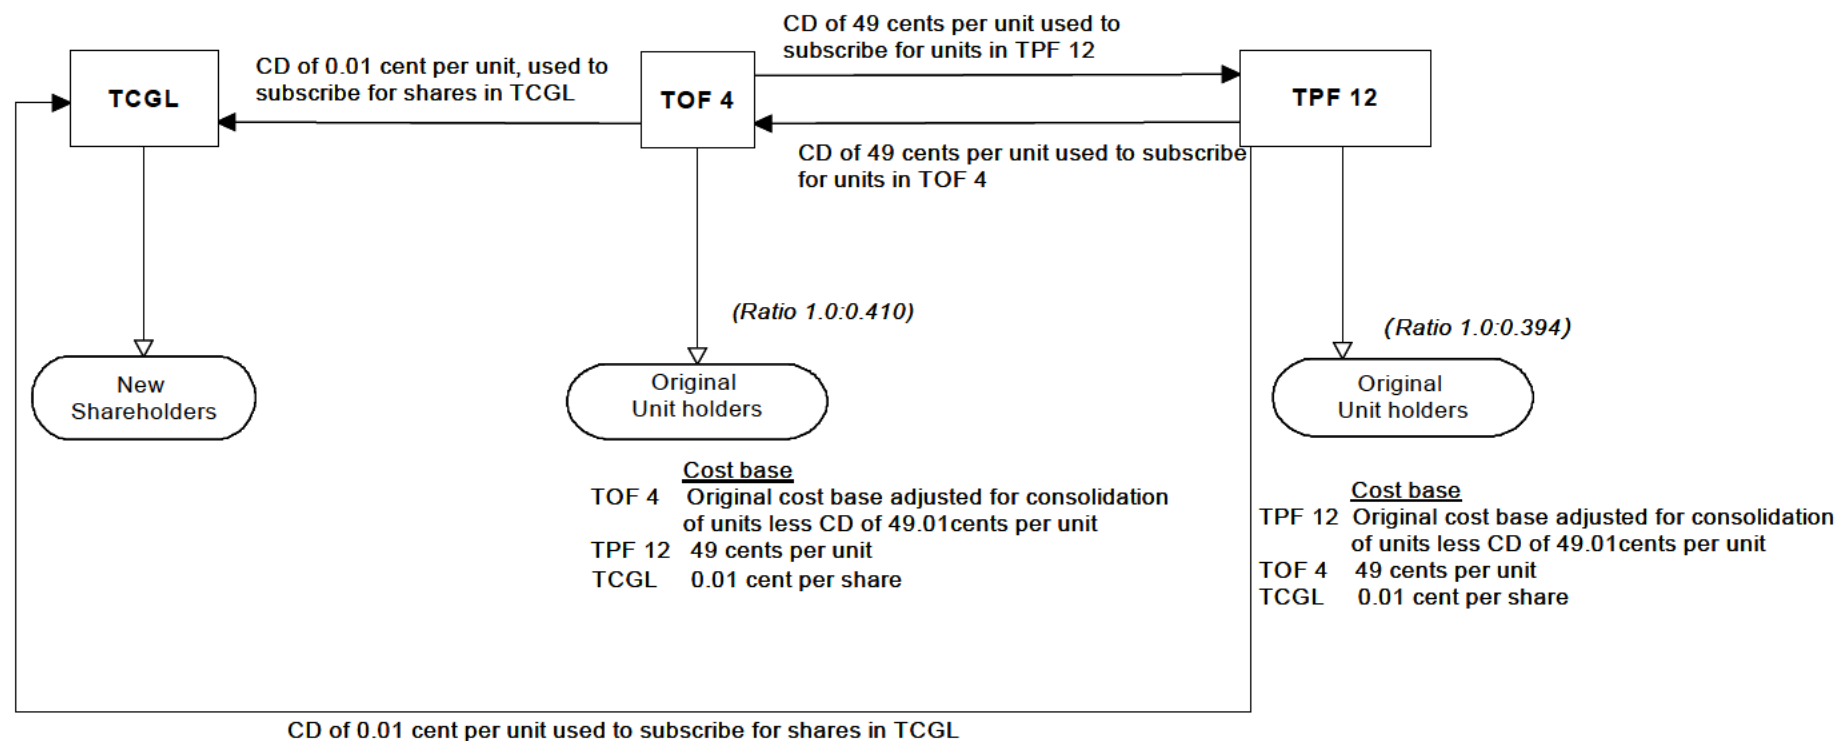 CD of 49 cents per unit used to
subscribe for units in TPF 12
CD of 0.01 cent per unit, used to
subscribe for shares in TCGL
TCGL
TOF 4
TPF 12
CD of 49 cents per unit used to subscribe
for units in TOF 4
(Ratio 1.0:0.410)
(Ratio 1.0:0.394)
New
Shareholders
Original
Unit holders
Original
Unit holders
Cost base
TOF 4 Original cost base adjusted for consolidation
of units less CD of 49.01cents per unit
TPF 12 49 cents per unit
TCGL 0.01 cent per share
Cost base
TPF 12 Original cost base adjusted for consolidation
of units less CD of 49.01cents per unit
TOF 4 49 cents per unit
TCGL 0.01 cent per share
CD of 0.01 cent per unit used to subscribe for shares in TCGL